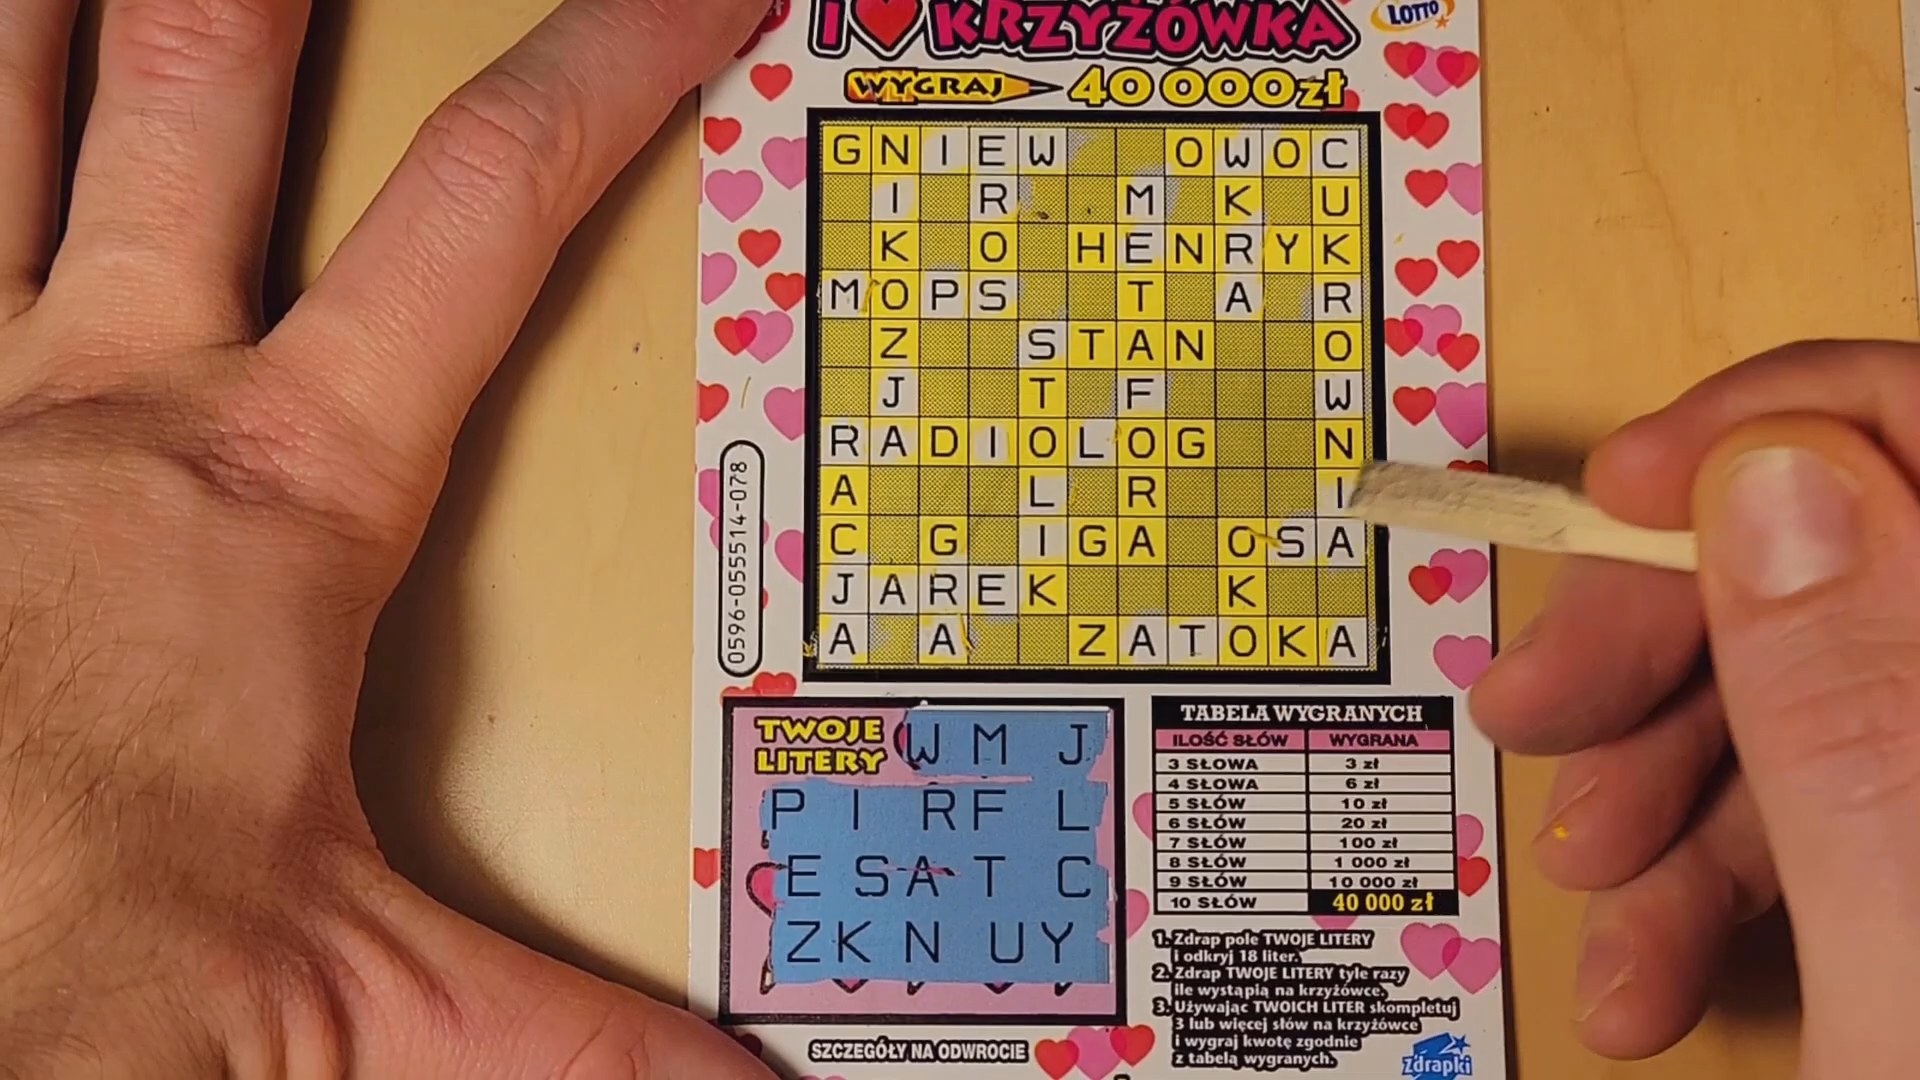 I ❤ KRZYŻÓWKA
LOTTO
WYGRAJ 40 000 zł
G N I E W O W O C
I R M K U
K O H E N R Y K
M O P S T A R
Z S T A N O
J T F W
R A D I O L O G N
A L R I
C G I G A O S A
J A R E K K
A A Z A T O K A
0596-055514-078
TWOJE
LITERY
W M J
P I R F L
E S A T C
Z K N U Y
TABELA WYGRANYCH
ILOŚĆ SŁÓW WYGRANA
3 SŁOWA 3 zł
4 SŁOWA 6 zł
5 SŁÓW 10 zł
6 SŁÓW 20 zł
7 SŁÓW 100 zł
8 SŁÓW 1 000 zł
9 SŁÓW 10 000 zł
10 SŁÓW 40 000 zł
1. Zdrap pole TWOJE LITERY
i odkryj 18 liter.
2. Zdrap TWOJE LITERY tyle razy
ile wystąpią na krzyżówce.
3. Używając TWOICH LITER skompletuj
3 lub więcej słów na krzyżówce
i wygraj kwotę zgodnie
z tabelą wygranych.
SZCZEGÓŁY NA ODWROCIE
Zdrapki